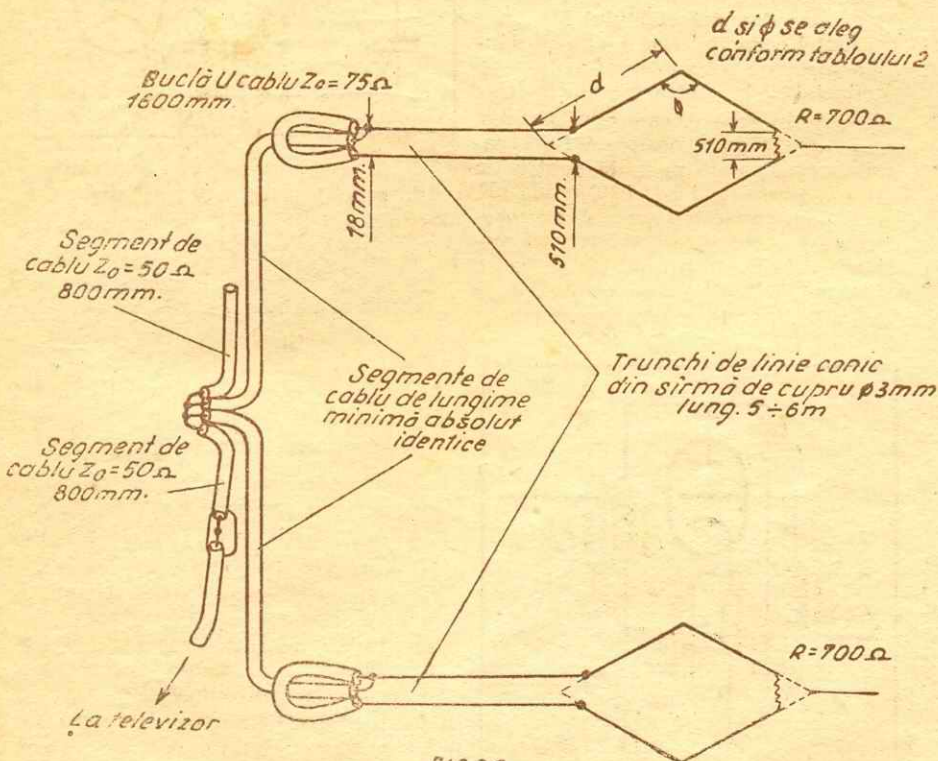 d si ϕ se aleg
conform tabloului 2
Buclă U cablu Z₀=75Ω
1600mm.
d
ϕ
R=700Ω
510mm
18mm.
510mm.
Segment de
cablu Z₀=50Ω
800mm.
Segmente de
cablu de lungime
minimă absolut
identice
Trunchi de linie conic
din sîrmă de cupru ϕ3mm
lung. 5÷6m
Segment de
cablu Z₀=50Ω
800mm.
R=700Ω
La televizor